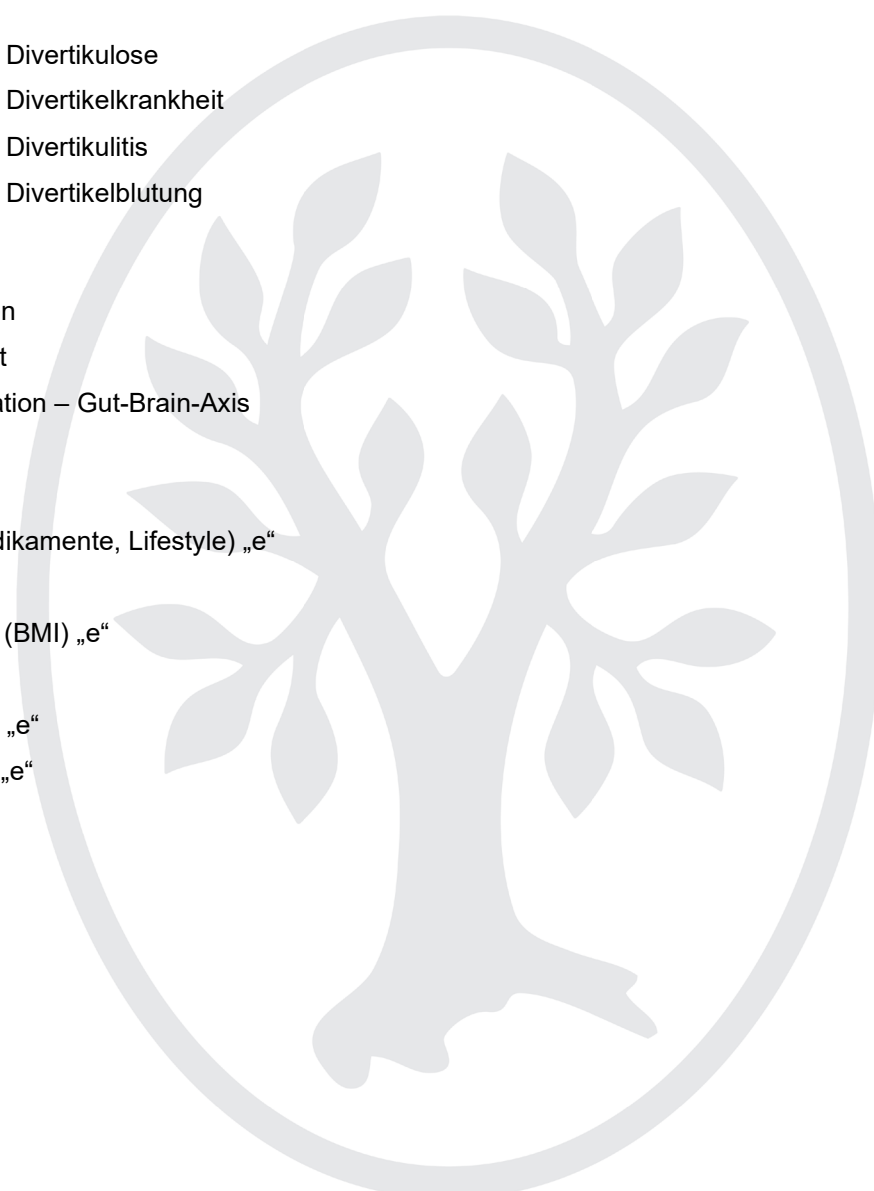 Divertikulose
Divertikelkrankheit
Divertikulitis
Divertikelblutung
n
t
ation – Gut-Brain-Axis
dikamente, Lifestyle) „e“
(BMI) „e“
„e“
„e“